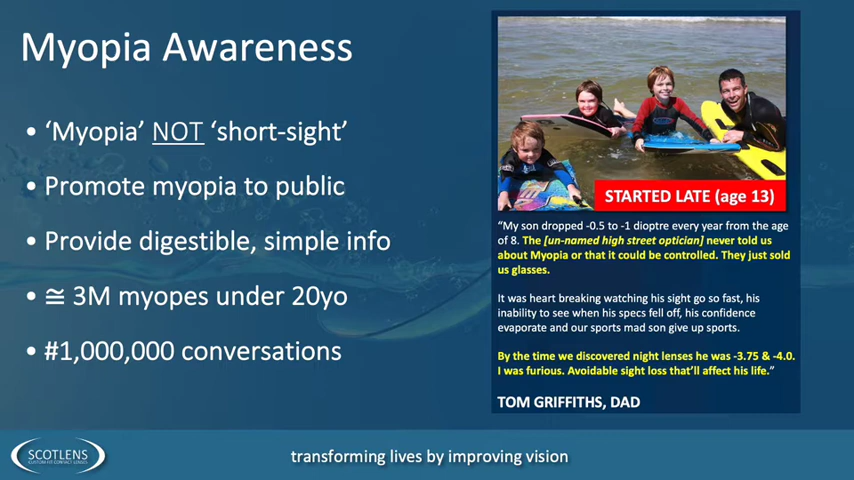 Myopia Awareness
• ‘Myopia’ NOT ‘short-sight’
• Promote myopia to public
• Provide digestible, simple info
• ≅ 3M myopes under 20yo
• #1,000,000 conversations
STARTED LATE (age 13)
“My son dropped -0.5 to -1 dioptre every year from the age
of 8. The [un-named high street optician] never told us
about Myopia or that it could be controlled. They just sold
us glasses.
It was heart breaking watching his sight go so fast, his
inability to see when his specs fell off, his confidence
evaporate and our sports mad son give up sports.
By the time we discovered night lenses he was -3.75 & -4.0.
I was furious. Avoidable sight loss that’ll affect his life.”
TOM GRIFFITHS, DAD
SCOTLENS
CUSTOM FIT CONTACT LENSES
transforming lives by improving vision